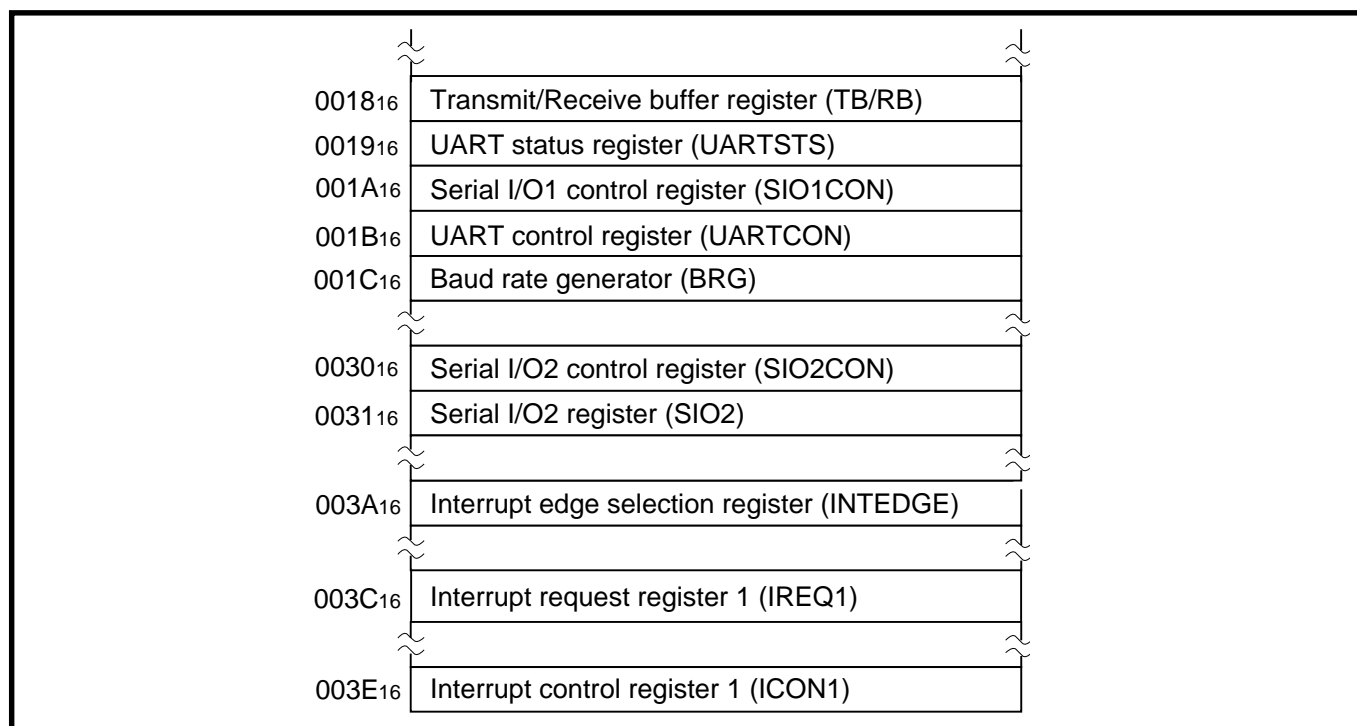 0018₁₆ Transmit/Receive buffer register (TB/RB)
0019₁₆ UART status register (UARTSTS)
001A₁₆ Serial I/O1 control register (SIO1CON)
001B₁₆ UART control register (UARTCON)
001C₁₆ Baud rate generator (BRG)
0030₁₆ Serial I/O2 control register (SIO2CON)
0031₁₆ Serial I/O2 register (SIO2)
003A₁₆ Interrupt edge selection register (INTEDGE)
003C₁₆ Interrupt request register 1 (IREQ1)
003E₁₆ Interrupt control register 1 (ICON1)